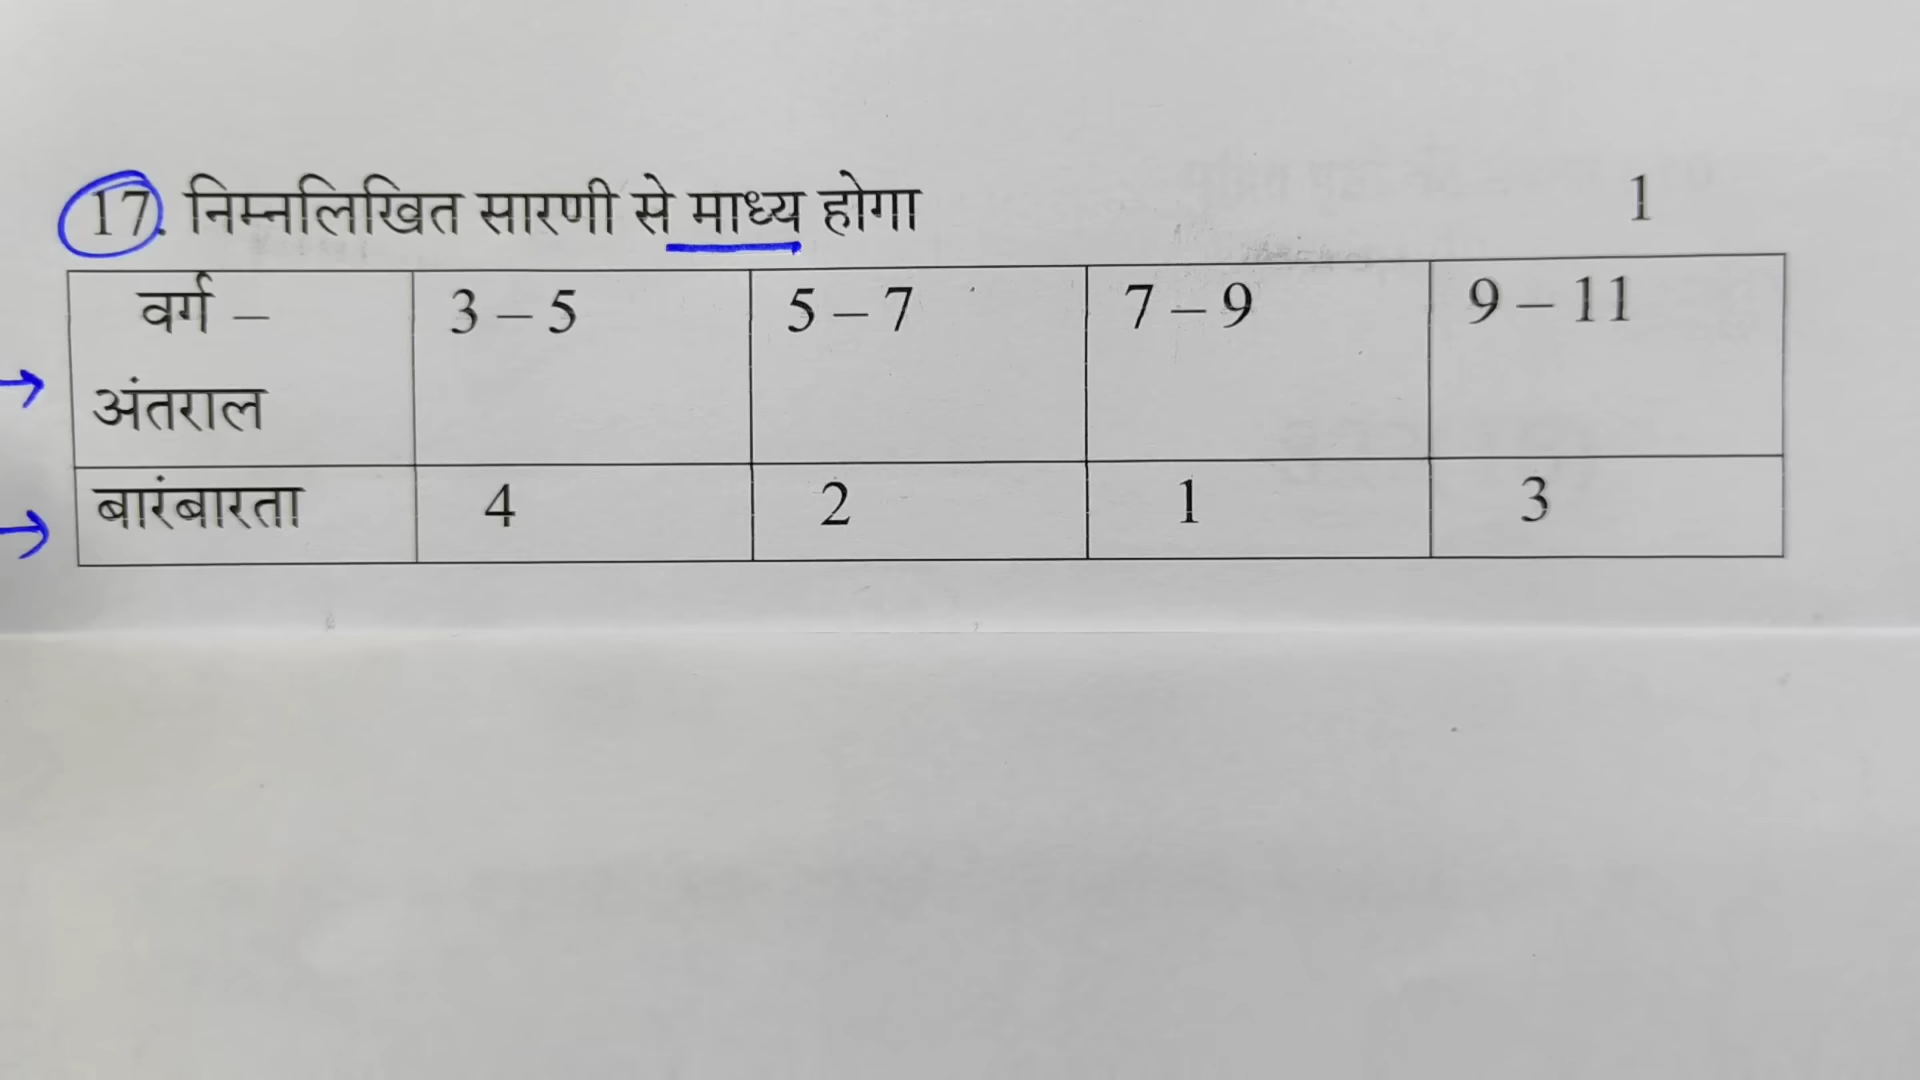 17. निम्नलिखित सारणी से माध्य होगा 1
वर्ग – 3 – 5 5 – 7 7 – 9 9 – 11
अंतराल
बारंबारता 4 2 1 3